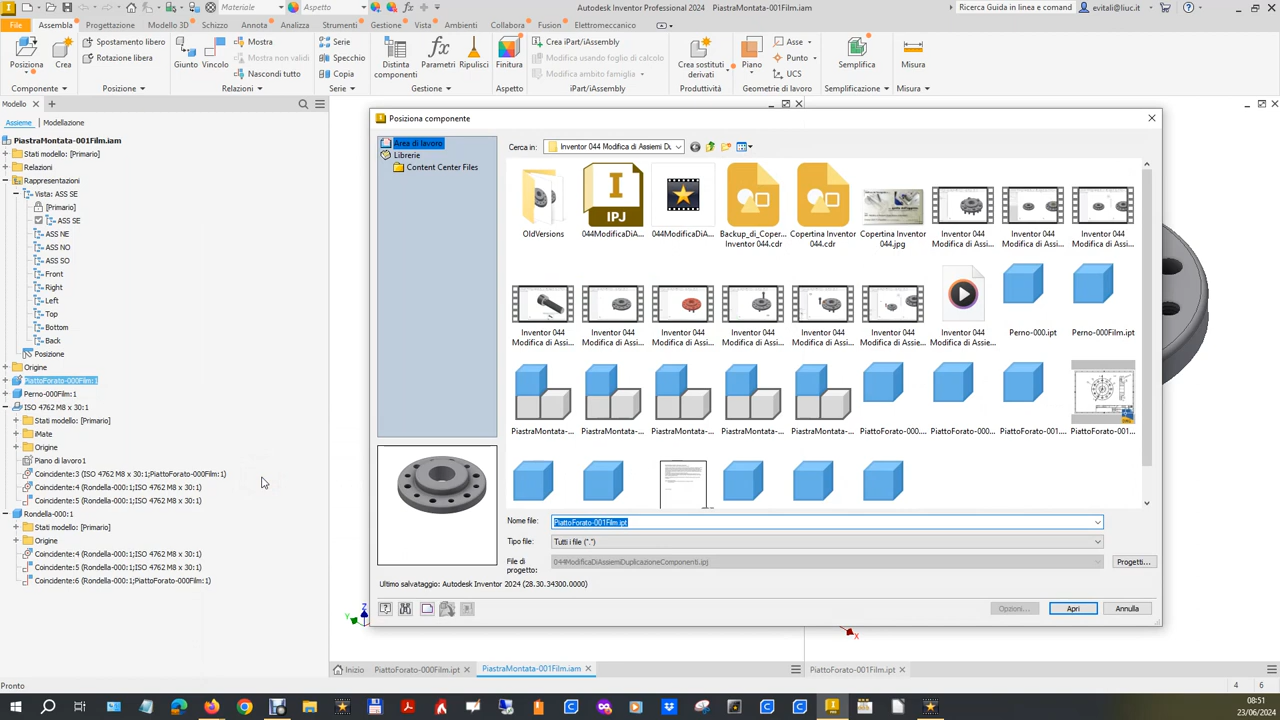 Materiale
Aspetto
Autodesk Inventor Professional 2024 PiastraMontata-001Film.iam
Ricerca Guida in linea e comandi
evitali@liuc.it
File Assembla Progettazione Modello 3D Schizzo Annota Analizza Strumenti Gestione Vista Ambienti Collabora Fusion Elettromeccanico
Posiziona
Crea
Spostamento libero
Rotazione libera
Giunto
Vincolo
Mostra
Mostra non validi
Nascondi tutto
Serie
Specchio
Copia
Distinta componenti
Parametri
Ripulisci
Finitura
Crea iPart/iAssembly
Modifica usando foglio di calcolo
Modifica ambito famiglia
Crea sostituti derivati
Piano
Asse
Punto
UCS
Semplifica
Misura
Componente Posizione Relazioni Serie Gestione Aspetto iPart/iAssembly Produttività Geometrie di lavoro Semplificazione Misura
Modello
Assieme Modellazione
PiastraMontata-001Film.iam
Stati modello: [Primario]
Relazioni
Rappresentazioni
Vista: ASS SE
[Primario]
ASS SE
ASS NE
ASS NO
ASS SO
Front
Right
Left
Top
Bottom
Back
Posizione
Origine
PiattoForato-000Film:1
Perno-000Film:1
ISO 4762 M8 x 30:1
Stati modello: [Primario]
iMate
Origine
Piano di lavoro1
Coincidente:3 (ISO 4762 M8 x 30:1;PiattoForato-000Film:1)
Coincidente:4 (Rondella-000:1;ISO 4762 M8 x 30:1)
Coincidente:5 (Rondella-000:1;ISO 4762 M8 x 30:1)
Rondella-000:1
Stati modello: [Primario]
Origine
Coincidente:4 (Rondella-000:1;ISO 4762 M8 x 30:1)
Coincidente:5 (Rondella-000:1;ISO 4762 M8 x 30:1)
Coincidente:6 (Rondella-000:1;PiattoForato-000Film:1)
Posiziona componente
Area di lavoro
Librerie
Content Center Files
Cerca in: Inventor 044 Modifica di Assiemi Du
IPJ
OldVersions
044ModificaDiA...
044ModificaDiA...
Backup_di_Coper... Inventor 044.cdr
Copertina Inventor 044.cdr
Copertina Inventor 044.jpg
Inventor 044 Modifica di Assi...
Inventor 044 Modifica di Assi...
Inventor 044 Modifica di Assi...
Inventor 044 Modifica di Assi...
Inventor 044 Modifica di Assi...
Inventor 044 Modifica di Assi...
Inventor 044 Modifica di Assi...
Inventor 044 Modifica di Assi...
Inventor 044 Modifica di Assi...
Inventor 044 Modifica di Assie...
Perno-000.ipt
Perno-000Film.ipt
PiastraMontata-...
PiastraMontata-...
PiastraMontata-...
PiastraMontata-...
PiastraMontata-...
PiattoForato-000....
PiattoForato-000...
PiattoForato-001....
PiattoForato-001...
Nome file: PiattoForato-001Film.ipt
Tipo file: Tutti i file (*.*)
File di progetto: 044ModificaDiAssiemiDuplicazioneComponenti.ipj
Progetti...
Ultimo salvataggio: Autodesk Inventor 2024 (28.30.34300.0000)
Opzioni...
Apri
Annulla
Z
Y
X
Inizio
PiattoForato-000Film.ipt
PiastraMontata-001Film.iam
PiattoForato-001Film.ipt
Pronto
4 6
08:51
23/06/2024